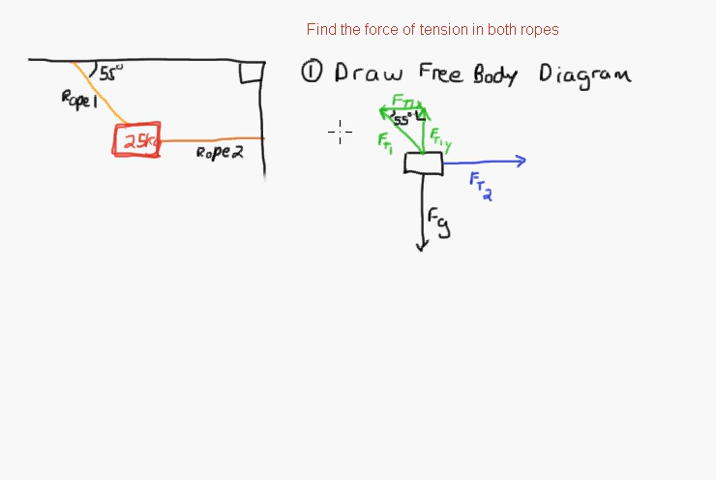 Find the force of tension in both ropes
① Draw Free Body Diagram
55°
Rope 1
25kg
Rope 2
FT1x
55°
FT1
FT1y
FT2
Fg